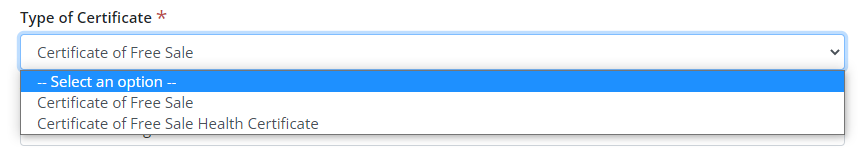 Type of Certificate *
Certificate of Free Sale
-- Select an option --
Certificate of Free Sale
Certificate of Free Sale Health Certificate